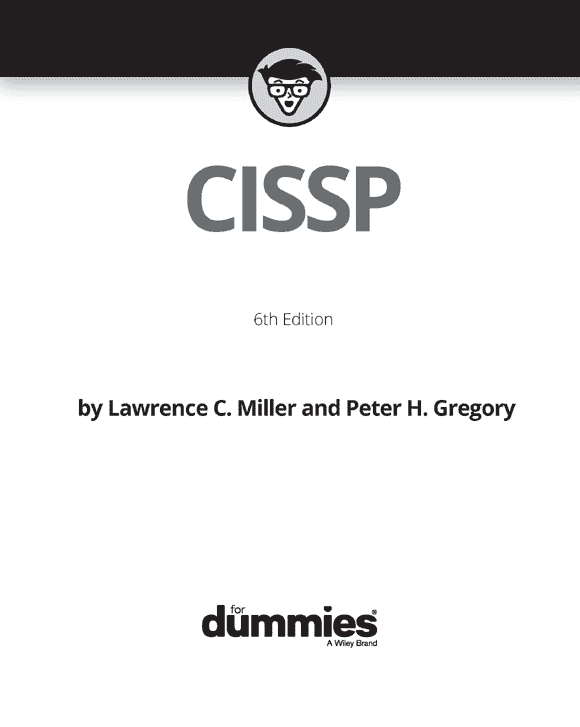 CISSP
6th Edition
by Lawrence C. Miller and Peter H. Gregory
for
dummies®
A Wiley Brand